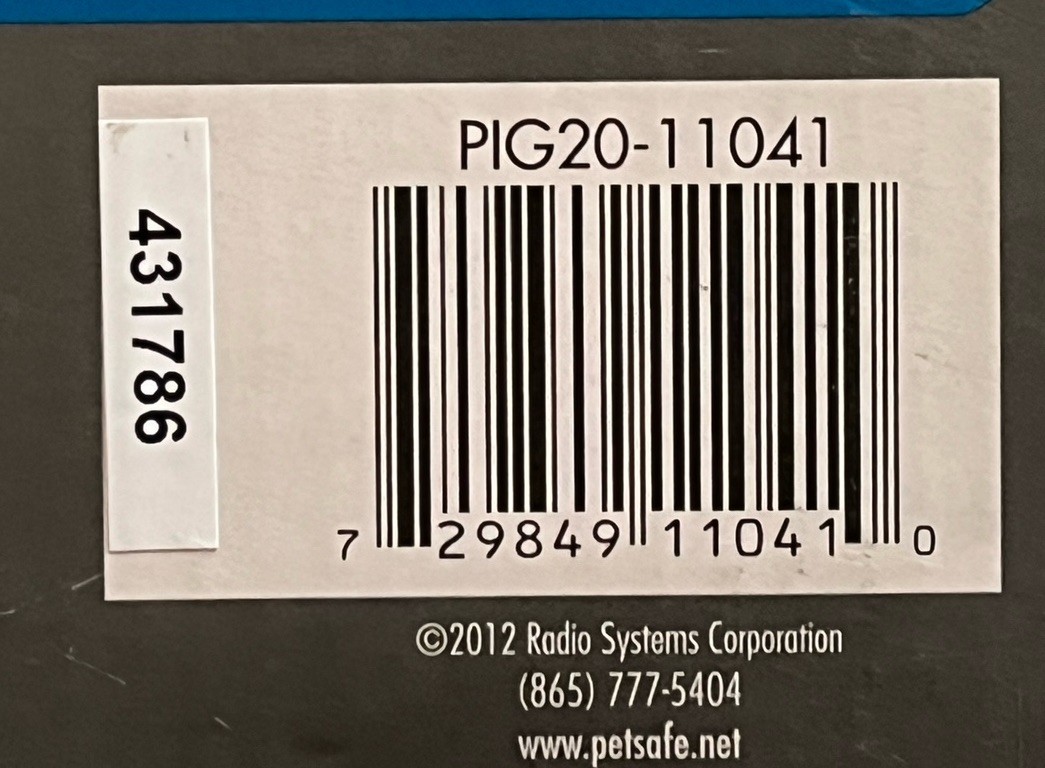 PIG20-11041
431786
7 29849 11041 0
©2012 Radio Systems Corporation
(865) 777-5404
www.petsafe.net